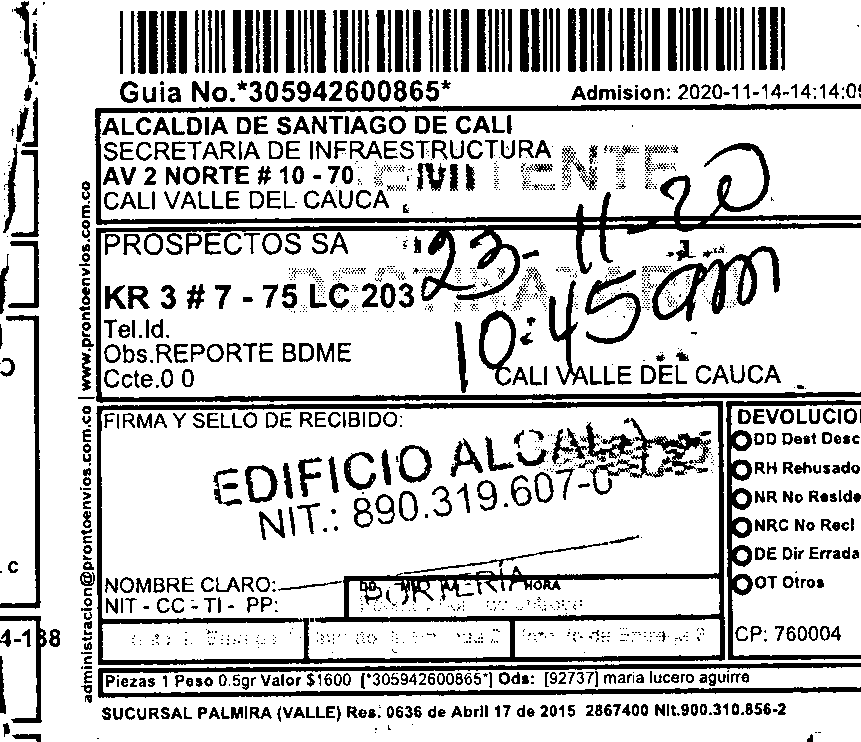 Guia No.*305942600865*
Admision: 2020-11-14-14:14:09
ALCALDIA DE SANTIAGO DE CALI
SECRETARIA DE INFRAESTRUCTURA
AV 2 NORTE # 10 - 70
CALI VALLE DEL CAUCA
www.prontoenvios.com.co
PROSPECTOS SA
DESTINATARIO
23-11-20
KR 3 # 7 - 75 LC 203
10:45am
Tel.Id.
Obs.REPORTE BDME
Ccte.0 0
CALI VALLE DEL CAUCA
administracion@prontoenvios.com.co
FIRMA Y SELLO DE RECIBIDO:
EDIFICIO
NIT.: 890.319.607-0
PORTERÍA
NOMBRE CLARO:
NIT - CC - TI - PP:
HORA
DEVOLUCIO
DD Dest Desc
RH Rehusado
NR No Reside
NRC No Recl
DE Dir Errada
OT Otros
CP: 760004
Piezas 1 Peso 0.5gr Valor $1600 [*305942600865*] Ods: [92737] maria lucero aguirre
SUCURSAL PALMIRA (VALLE) Res. 0636 de Abril 17 de 2015 2867400 Nit.900.310.856-2